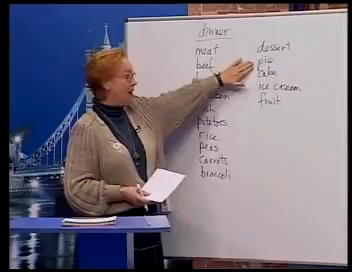 dinner
meat
beef
potatoes
rice
peas
carrots
broccoli
dessert
pie
cake
ice cream
fruit